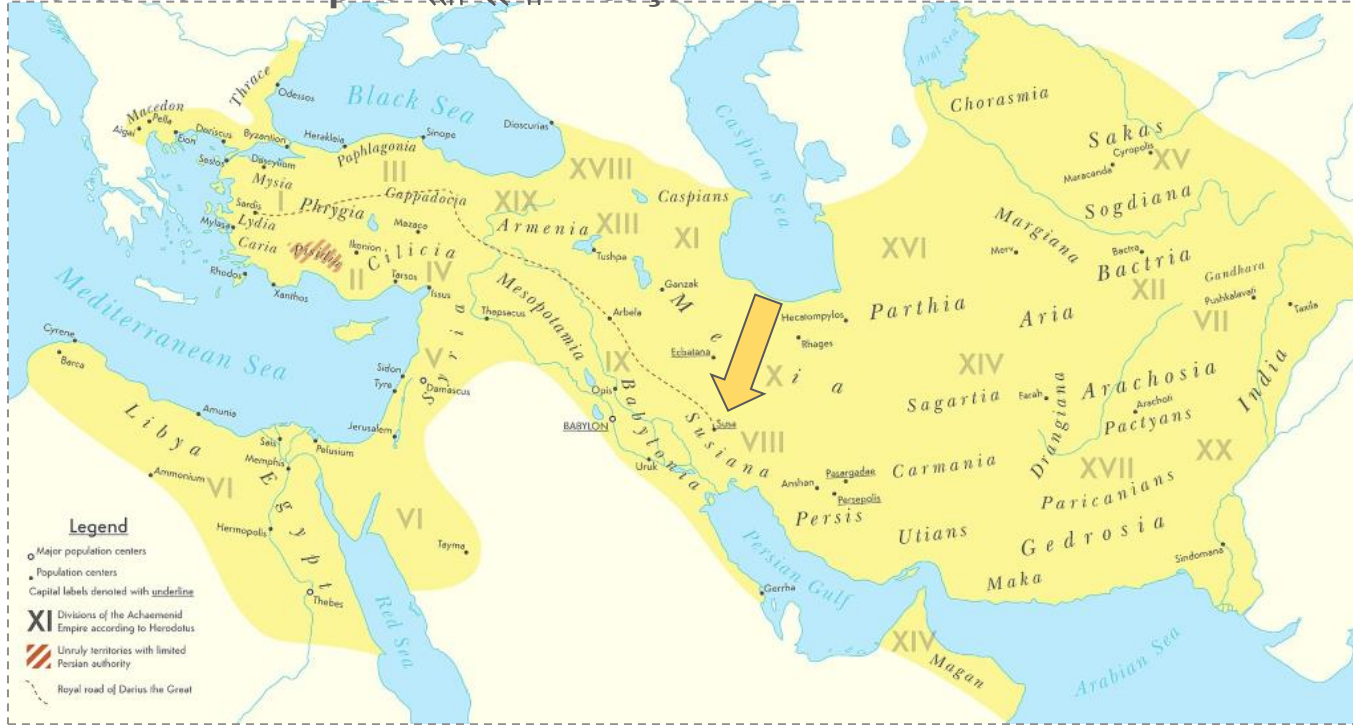 Thrace
Odessos
Black Sea
Macedon
Pella
Aigai
Eion
Doriscus
Byzantion
Herakleia
Sinope
Dioscurias
Paphlagonia
Sestos
Dascylium
Mysia
III
XVIII
I
Sardis
Phrygia
Cappadocia
XIX
Mylasa
Lydia
Mazaca
Armenia
XIII
Caspians
XI
Caria
Pisidia
Ikonion
Cilicia
Tushpa
Rhodos
II
Tarsos
IV
Issus
Xanthos
Ganzak
Mediterranean Sea
Thapsacus
Mesopotamia
Arbela
Media
Caspian Sea
Aral Sea
Chorasmia
Sakas
Cyropolis
XV
Maracanda
Sogdiana
Margiana
XVI
Merv
Bactra
Bactria
Gandhara
XII
Pushkalavati
Taxila
VII
Hecatompylos
Parthia
Aria
Rhages
Ecbatana
IX
X
XIV
Cyrene
Barca
Sidon
Tyre
V
Syria
Damascus
Opis
Babylonia
BABYLON
Susiana
Susa
VIII
Sagartia
Farah
Drangiana
Arachosia
Arachoti
Pactyans
India
XX
Libya
Amunia
Jerusalem
Sais
Pelusium
Memphis
Uruk
Ammonium
VI
Egypt
Anshan
Pasargadae
Persepolis
Persis
Carmania
XVII
Paricanians
Utians
Gedrosia
Sindomana
Maka
Hermopolis
VI
Tayma
Thebes
Red Sea
Persian Gulf
Gerrha
XIV
Magan
Arabian Sea
Legend
Major population centers
Population centers
Capital labels denoted with underline
XI Divisions of the Achaemenid
Empire according to Herodotus
Unruly territories with limited
Persian authority
Royal road of Darius the Great